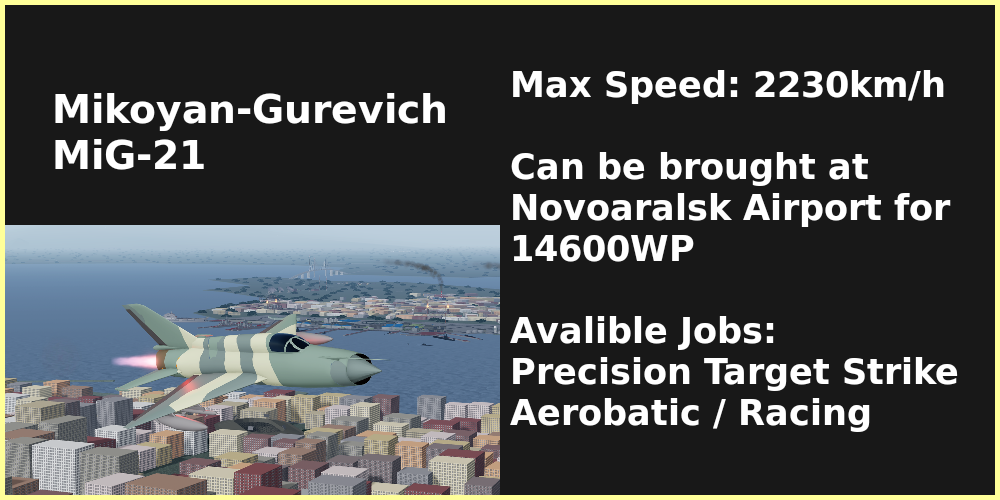 Mikoyan-Gurevich
MiG-21
Max Speed: 2230km/h
Can be brought at
Novoaralsk Airport for
14600WP
Avalible Jobs:
Precision Target Strike
Aerobatic / Racing